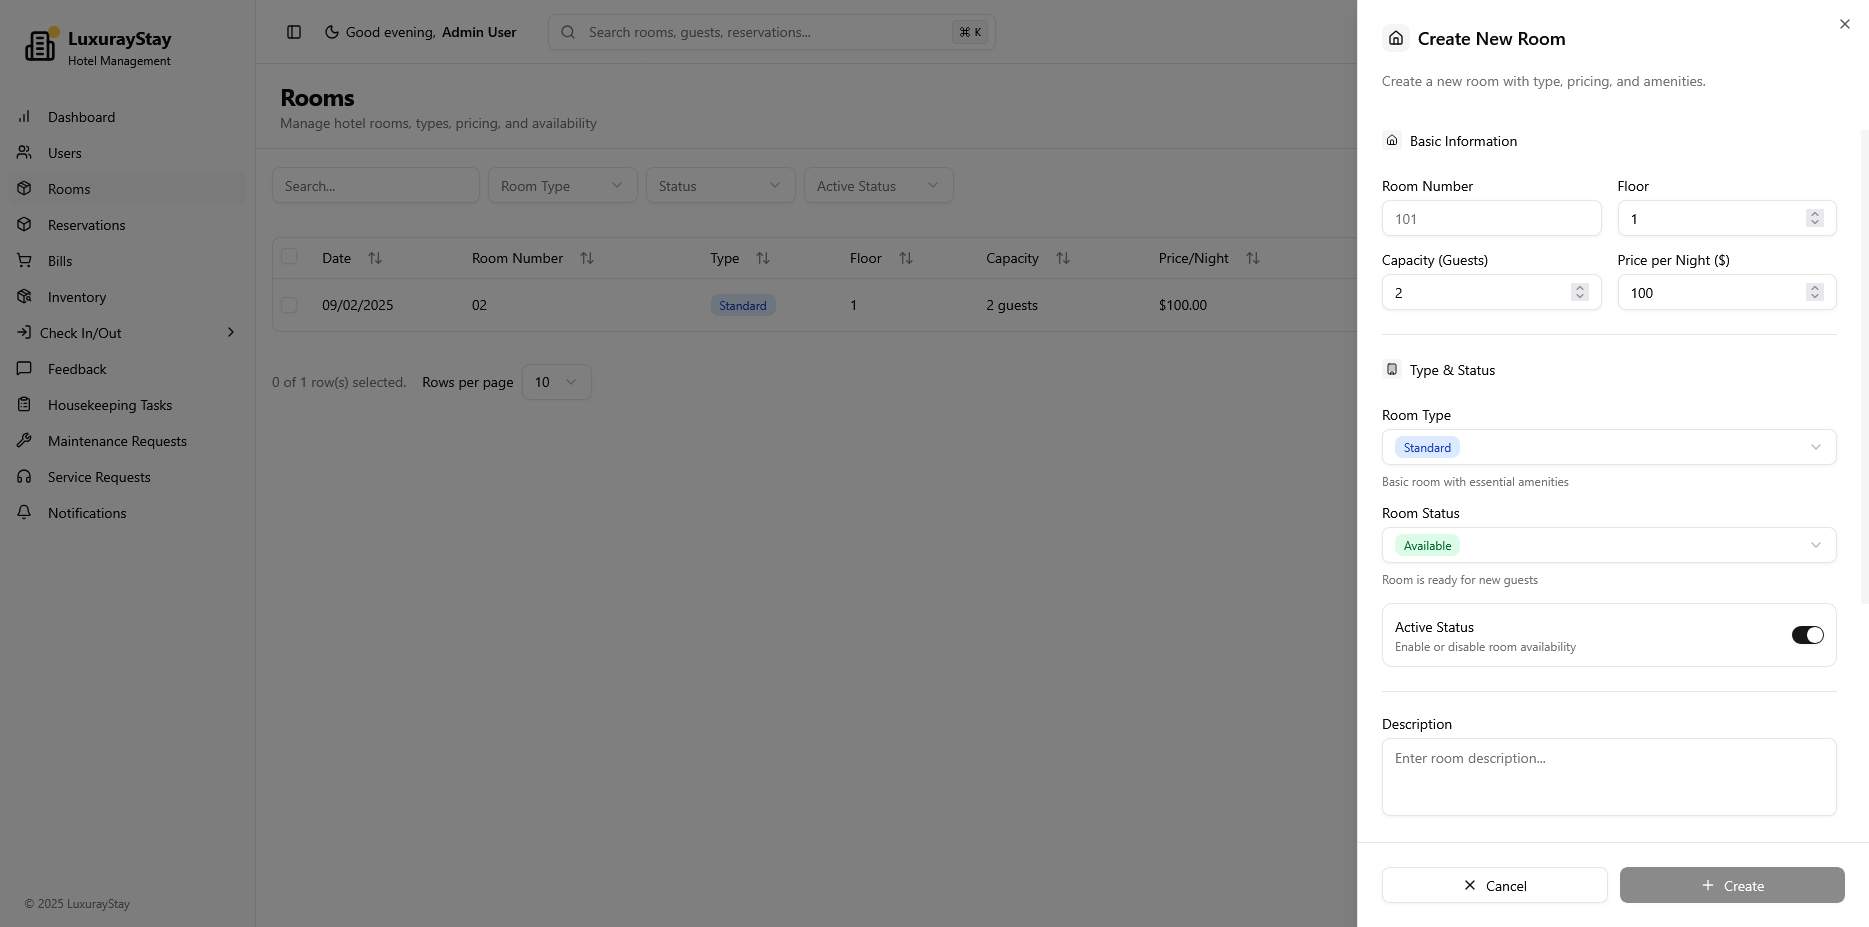 LuxurayStay
Hotel Management
Dashboard
Users
Rooms
Reservations
Bills
Inventory
Check In/Out
Feedback
Housekeeping Tasks
Maintenance Requests
Service Requests
Notifications
© 2025 LuxurayStay
Good evening, Admin User
Search rooms, guests, reservations...
⌘ K
Rooms
Manage hotel rooms, types, pricing, and availability
Search... Room Type Status Active Status
Date Room Number Type Floor Capacity Price/Night
09/02/2025 02 Standard 1 2 guests $100.00
0 of 1 row(s) selected. Rows per page 10
Create New Room
Create a new room with type, pricing, and amenities.
Basic Information
Room Number Floor
101 1
Capacity (Guests) Price per Night ($)
2 100
Type & Status
Room Type
Standard
Basic room with essential amenities
Room Status
Available
Room is ready for new guests
Active Status
Enable or disable room availability
Description
Enter room description...
Cancel Create